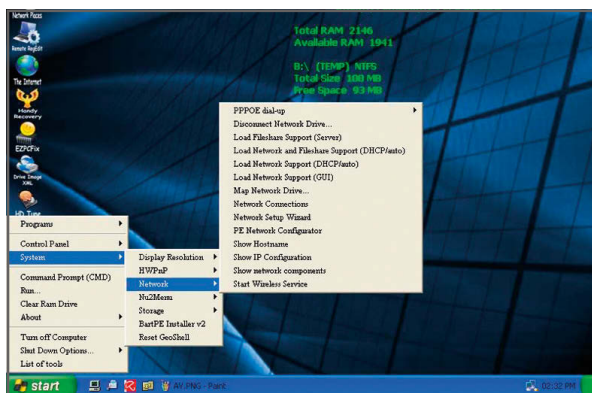 Network Places
Remote RegEdit
The Internet
Handy
Recovery
EZPCFix
Drive Image
XML
HD Tune
Total RAM 2146
Available RAM 1941
B:\ (TEMP) NTFS
Total Size 108 MB
Free Space 93 MB
PPPOE dial-up
Disconnect Network Drive...
Load Fileshare Support (Server)
Load Network and Fileshare Support (DHCP/auto)
Load Network Support (DHCP/auto)
Load Network Support (GUI)
Map Network Drive...
Network Connections
Network Setup Wizard
PE Network Configurator
Show Hostname
Show IP Configuration
Show network components
Start Wireless Service
Programs
Control Panel
System
Command Prompt (CMD)
Run...
Clear Ram Drive
About
Turn off Computer
Shut Down Options...
List of tools
Display Resolution
HWPnP
Network
Nu2Menu
Storage
BartPE Installer v2
Reset GeoShell
start
AV.PNG - Paint
02:32 PM